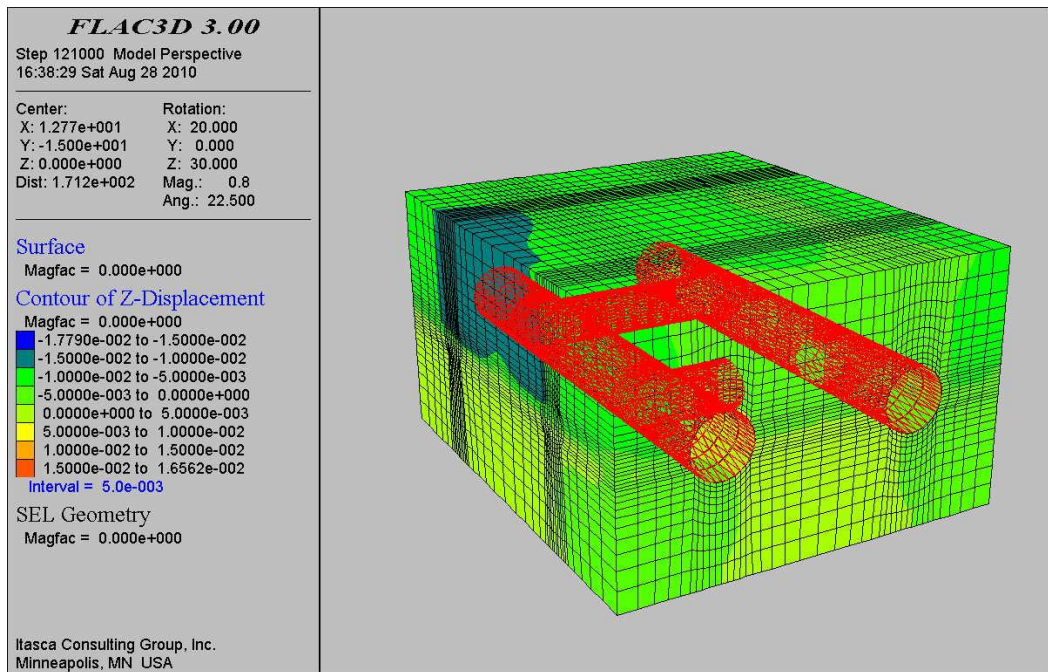 FLAC3D 3.00
Step 121000 Model Perspective
16:38:29 Sat Aug 28 2010
Center:
X: 1.277e+001
Y: -1.500e+001
Z: 0.000e+000
Dist: 1.712e+002
Rotation:
X: 20.000
Y: 0.000
Z: 30.000
Mag.: 0.8
Ang.: 22.500
Surface
Magfac = 0.000e+000
Contour of Z-Displacement
Magfac = 0.000e+000
-1.7790e-002 to -1.5000e-002
-1.5000e-002 to -1.0000e-002
-1.0000e-002 to -5.0000e-003
-5.0000e-003 to 0.0000e+000
0.0000e+000 to 5.0000e-003
5.0000e-003 to 1.0000e-002
1.0000e-002 to 1.5000e-002
1.5000e-002 to 1.6562e-002
Interval = 5.0e-003
SEL Geometry
Magfac = 0.000e+000
Itasca Consulting Group, Inc.
Minneapolis, MN USA